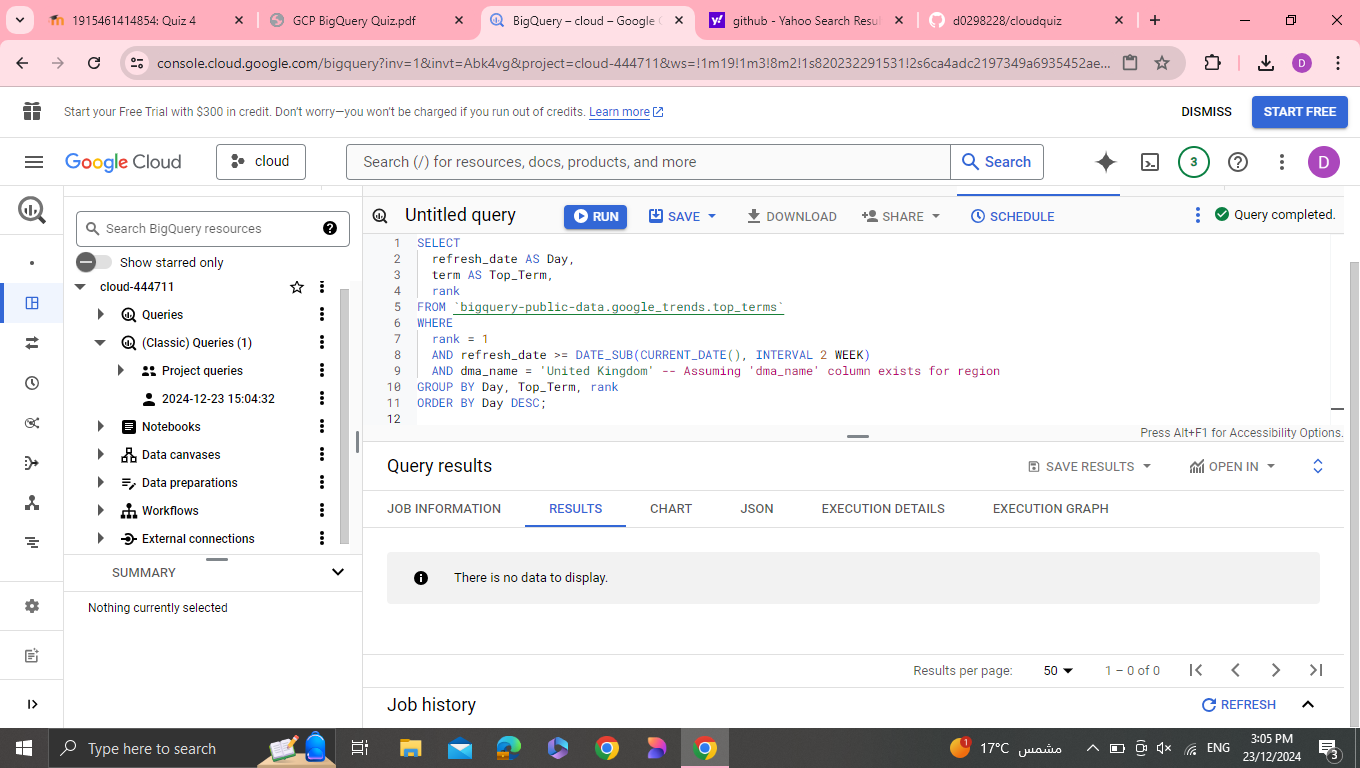 1915461414854: Quiz 4
GCP BigQuery Quiz.pdf
BigQuery – cloud – Google C
github - Yahoo Search Resu
d0298228/cloudquiz
console.cloud.google.com/bigquery?inv=1&invt=Abk4vg&project=cloud-444711&ws=!1m19!1m3!8m2!1s820232291531!2s6ca4adc2197349a6935452ae...
D
Start your Free Trial with $300 in credit. Don't worry—you won't be charged if you run out of credits. Learn more
DISMISS
START FREE
Google Cloud
cloud
Search (/) for resources, docs, products, and more
Search
3
D
Search BigQuery resources
Show starred only
cloud-444711
Queries
(Classic) Queries (1)
Project queries
2024-12-23 15:04:32
Notebooks
Data canvases
Data preparations
Workflows
External connections
SUMMARY
Nothing currently selected
Untitled query
RUN
SAVE
DOWNLOAD
SHARE
SCHEDULE
Query completed.
1 SELECT
2 refresh_date AS Day,
3 term AS Top_Term,
4 rank
5 FROM `bigquery-public-data.google_trends.top_terms`
6 WHERE
7 rank = 1
8 AND refresh_date >= DATE_SUB(CURRENT_DATE(), INTERVAL 2 WEEK)
9 AND dma_name = 'United Kingdom' -- Assuming 'dma_name' column exists for region
10 GROUP BY Day, Top_Term, rank
11 ORDER BY Day DESC;
12
Press Alt+F1 for Accessibility Options.
Query results
SAVE RESULTS
OPEN IN
JOB INFORMATION
RESULTS
CHART
JSON
EXECUTION DETAILS
EXECUTION GRAPH
There is no data to display.
Results per page:
50
1 – 0 of 0
Job history
REFRESH
Type here to search
1
17°C مشمس
ENG
3:05 PM
23/12/2024
3